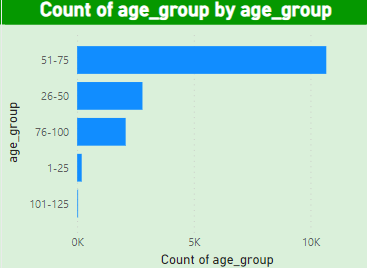 Count of age_group by age_group
age_group
51-75
26-50
76-100
1-25
101-125
0K 5K 10K
Count of age_group